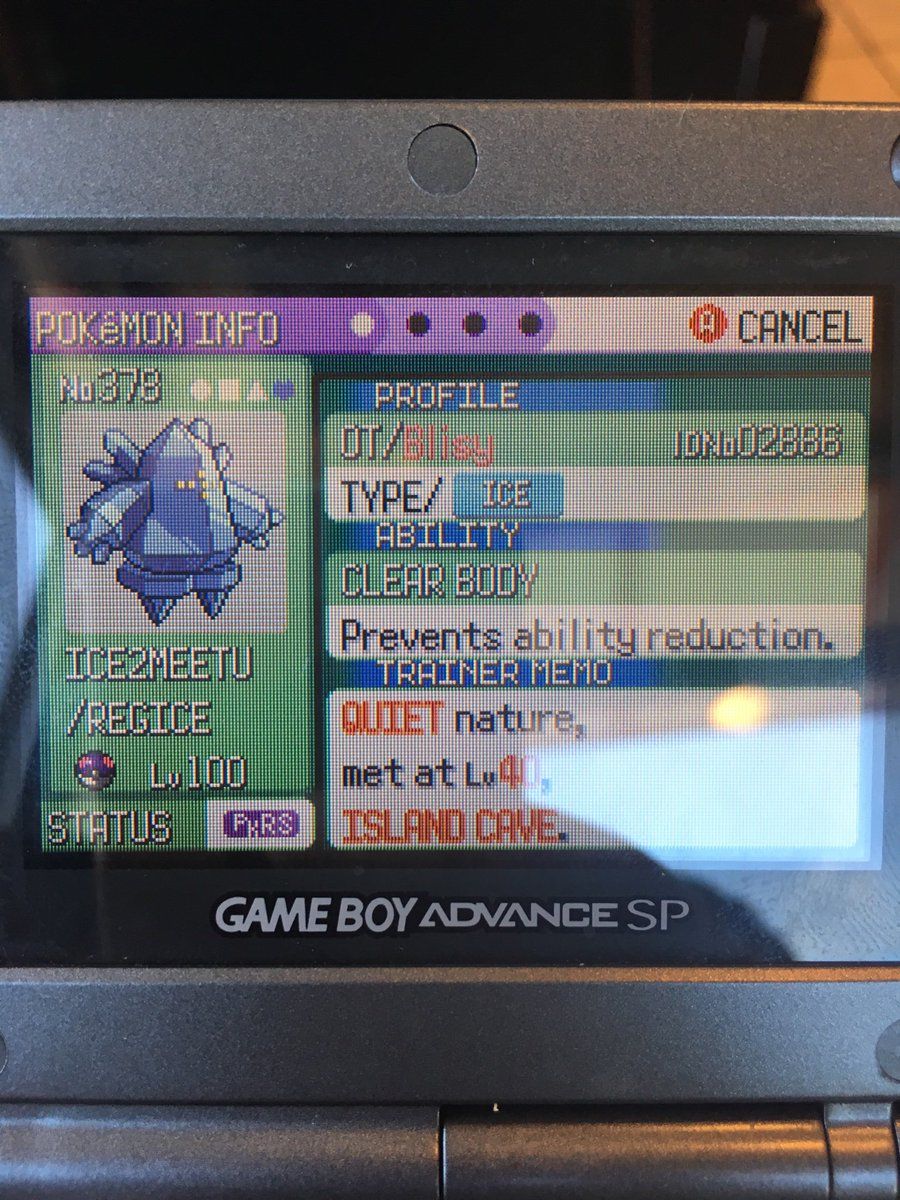 POKéMON INFO
A CANCEL
No378
PROFILE
OT/Blisy
IDNo02886
TYPE/ ICE
ABILITY
CLEAR BODY
Prevents ability reduction.
TRAINER MEMO
ICE2MEETU
/REGICE
Lv100
STATUS PKRS
QUIET nature,
met at Lv40,
ISLAND CAVE.
GAME BOY ADVANCE SP